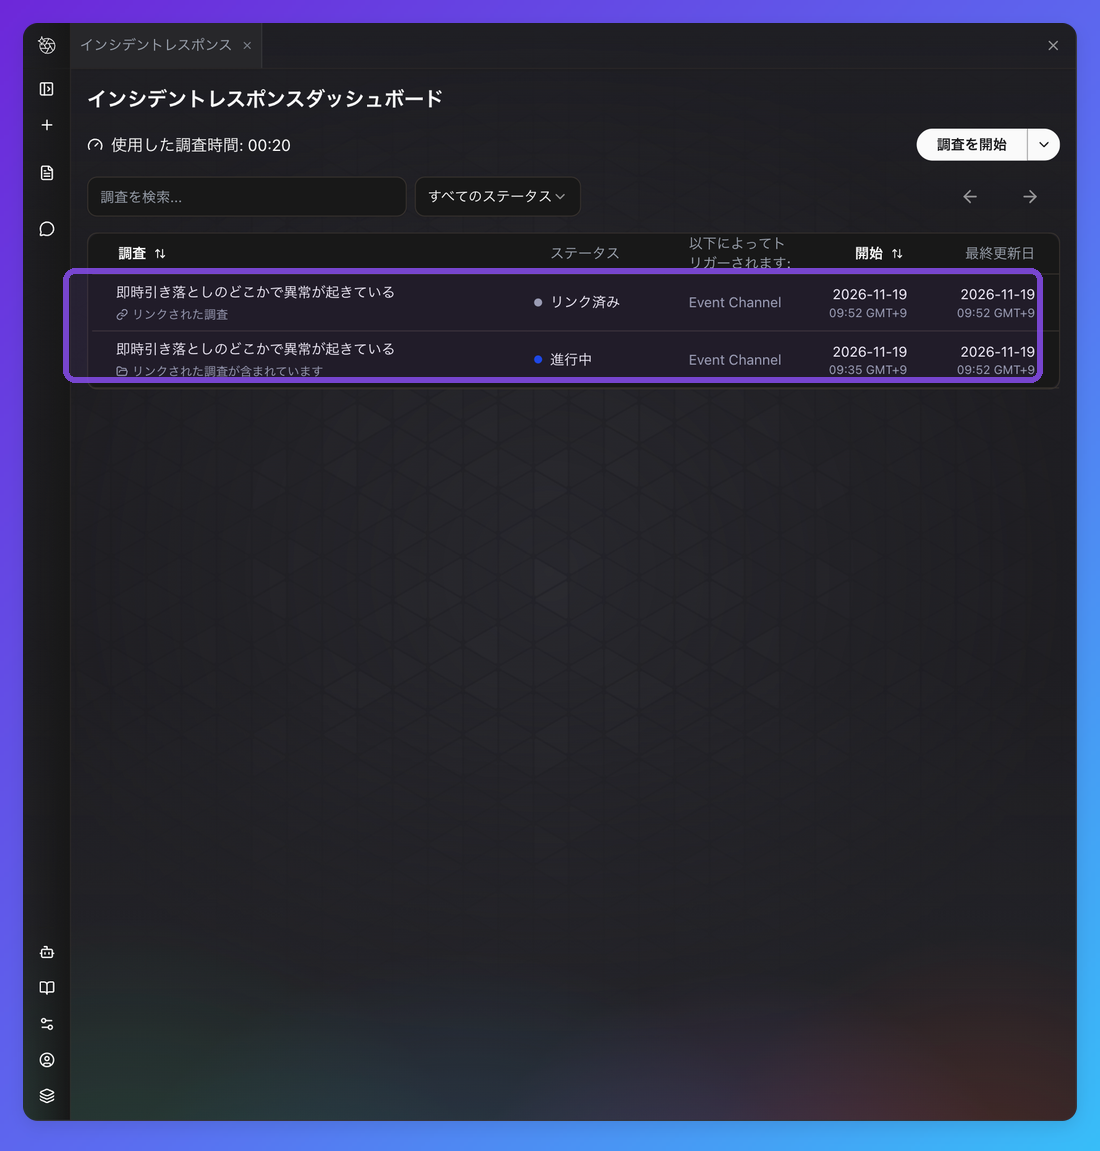 インシデントレスポンス
インシデントレスポンスダッシュボード
使用した調査時間: 00:20
調査を開始
調査を検索...
すべてのステータス
調査 ステータス 以下によってトリガーされます: 開始 最終更新日
即時引き落としのどこかで異常が起きている リンク済み Event Channel 2026-11-19 2026-11-19
リンクされた調査 09:52 GMT+9 09:52 GMT+9
即時引き落としのどこかで異常が起きている 進行中 Event Channel 2026-11-19 2026-11-19
リンクされた調査が含まれています 09:35 GMT+9 09:52 GMT+9